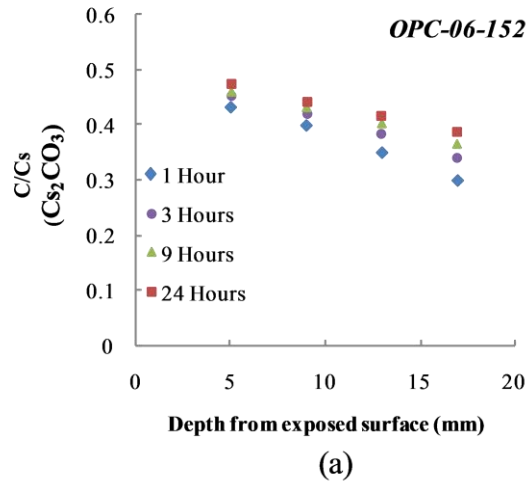 OPC-06-152
0.6
0.5
0.4
0.3
0.2
0.1
0
C/Cs
(Cs₂CO₃)
1 Hour
3 Hours
9 Hours
24 Hours
0 5 10 15 20
Depth from exposed surface (mm)
(a)